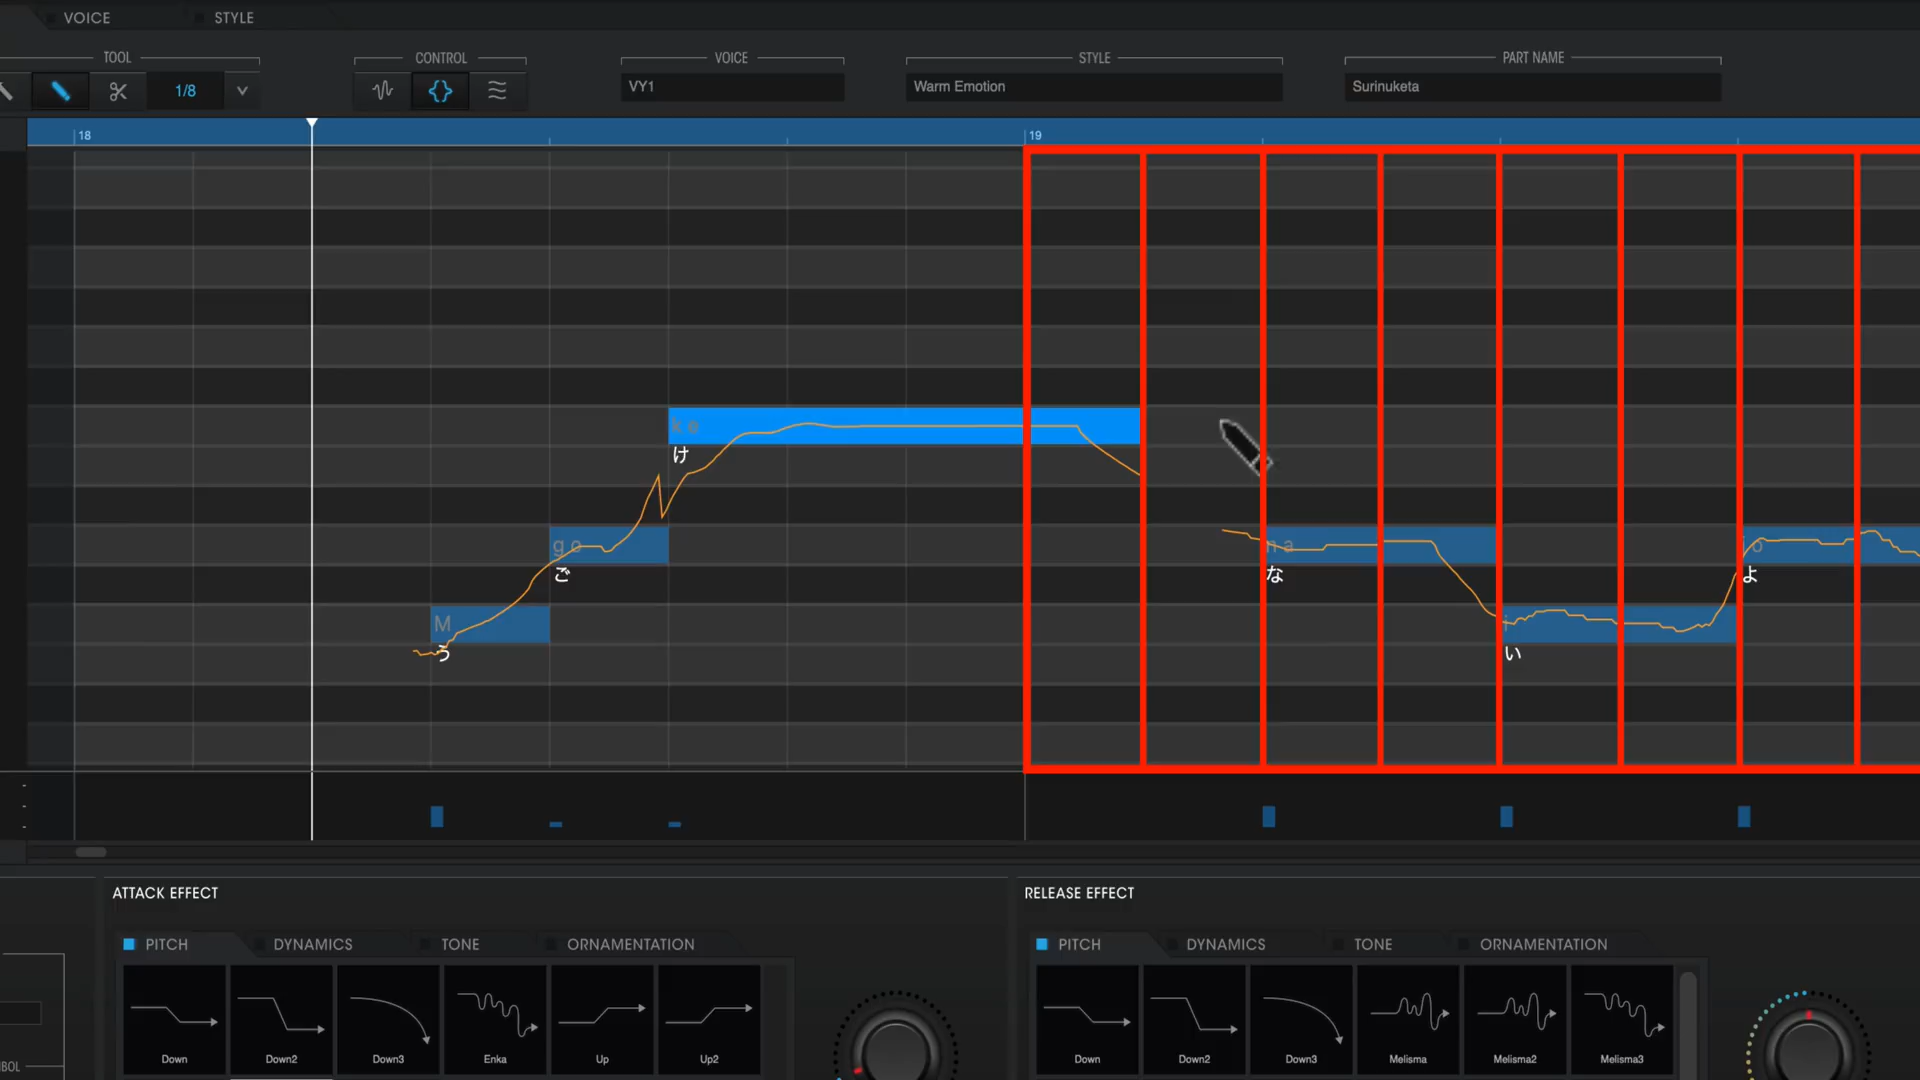 VOICE STYLE
TOOL CONTROL VOICE STYLE PART NAME
1/8 VY1 Warm Emotion Surinuketa
18 19
k e
け
g o n a o
ご な よ
M i
う い
ATTACK EFFECT RELEASE EFFECT
PITCH DYNAMICS TONE ORNAMENTATION PITCH DYNAMICS TONE ORNAMENTATION
Down Down2 Down3 Enka Up Up2 Down Down2 Down3 Melisma Melisma2 Melisma3